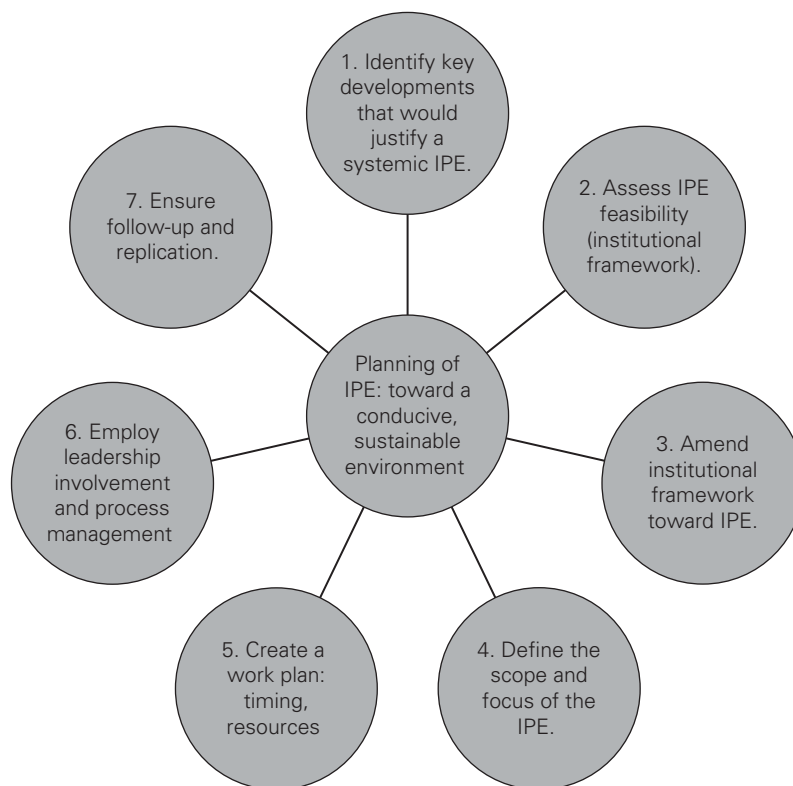 1. Identify key
developments
that would
justify a
systemic IPE.
2. Assess IPE
feasibility
(institutional
framework).
3. Amend
institutional
framework
toward IPE.
4. Define the
scope and
focus of the
IPE.
5. Create a
work plan:
timing,
resources
6. Employ
leadership
involvement
and process
management
7. Ensure
follow-up and
replication.
Planning of
IPE: toward a
conducive,
sustainable
environment